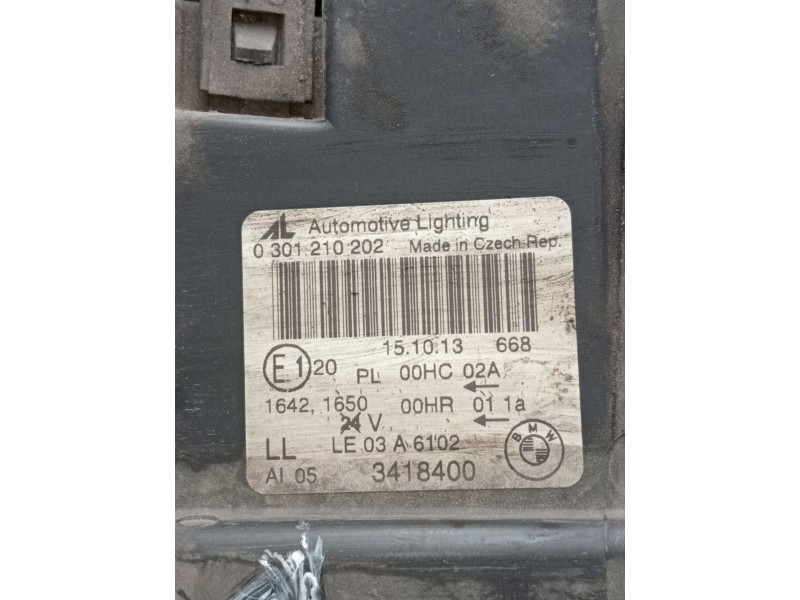 AL Automotive Lighting
0 301 210 202 Made in Czech Rep.
15.10.13 668
E1 20 PL 00HC 02A
1642, 1650 00HR 01 1a
24 V
LL LE 03 A 6102
AI 05 3418400
BMW